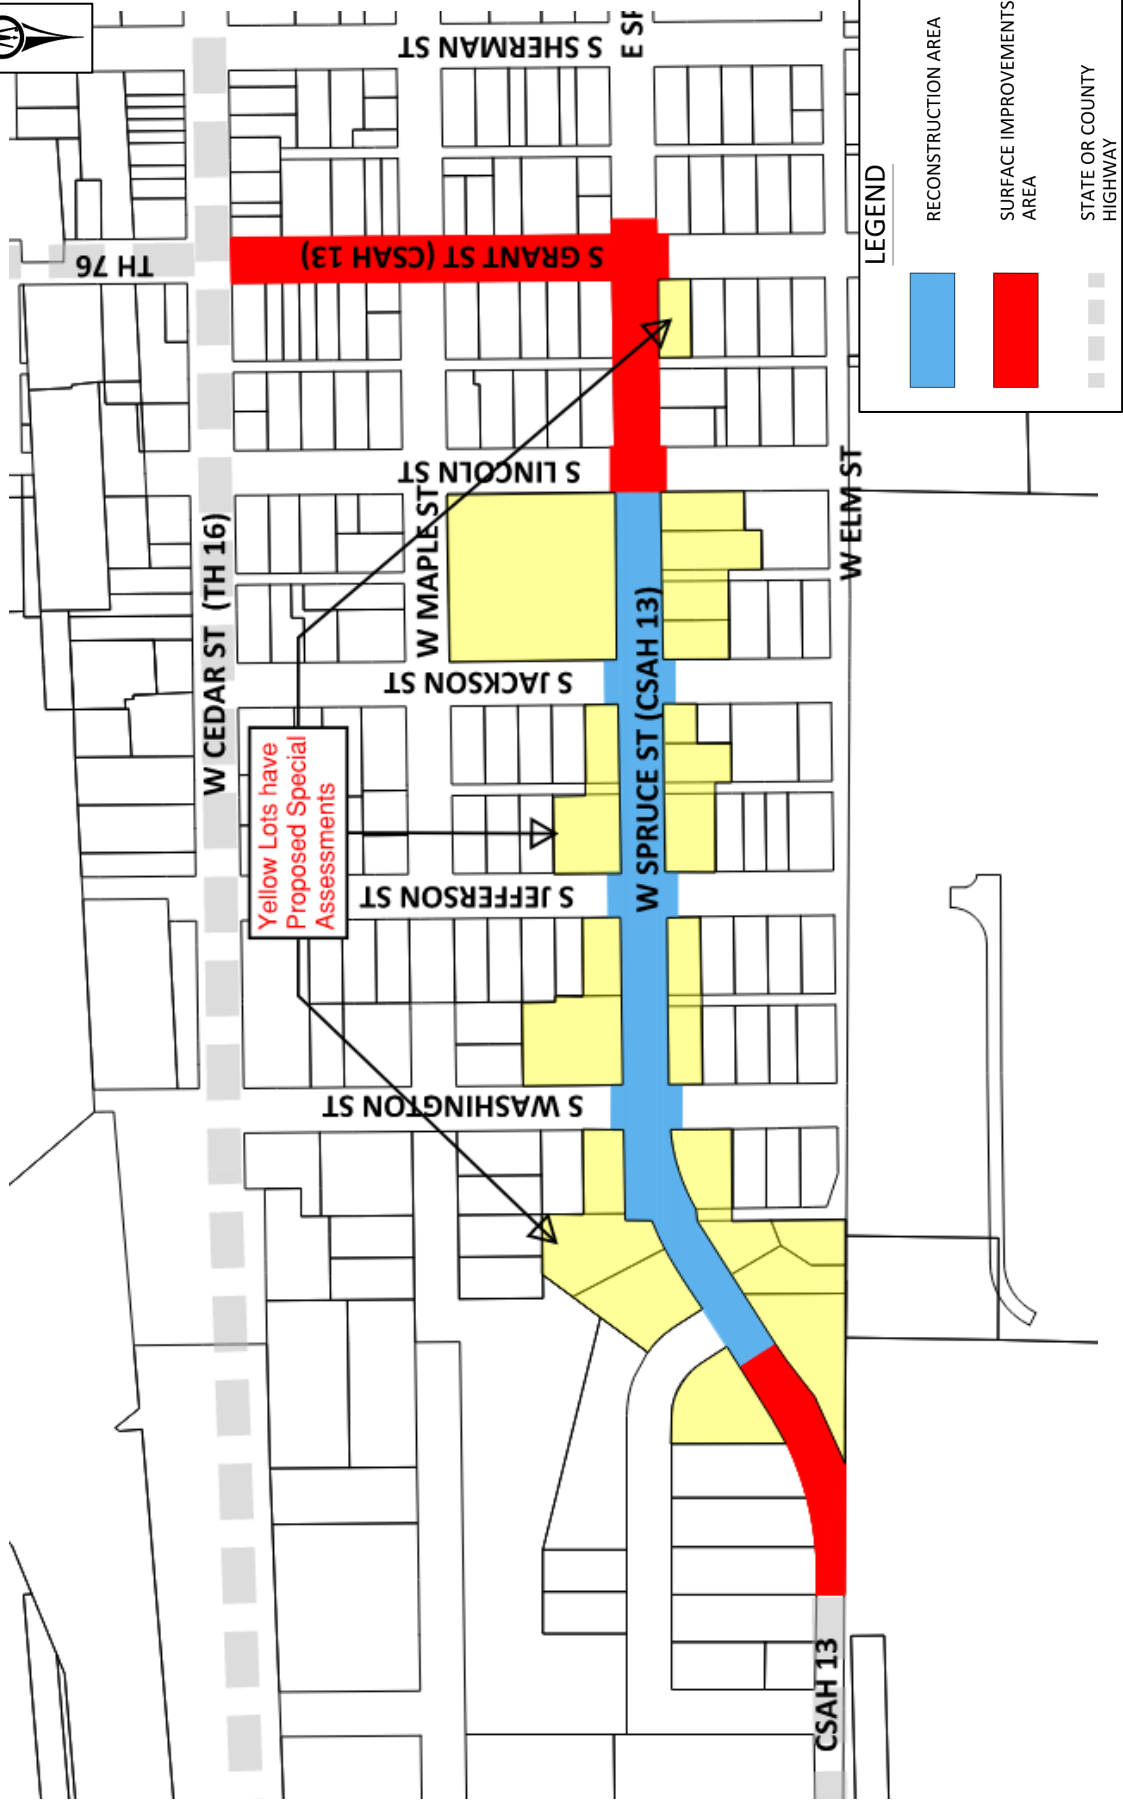 S SHERMAN ST
E SP
TH 76
S GRANT ST (CSAH 13)
S LINCOLN ST
W MAPLE ST
W ELM ST
W CEDAR ST (TH 16)
S JACKSON ST
W SPRUCE ST (CSAH 13)
Yellow Lots have
Proposed Special
Assessments
S JEFFERSON ST
S WASHINGTON ST
CSAH 13
LEGEND
RECONSTRUCTION AREA
SURFACE IMPROVEMENTS
AREA
STATE OR COUNTY
HIGHWAY